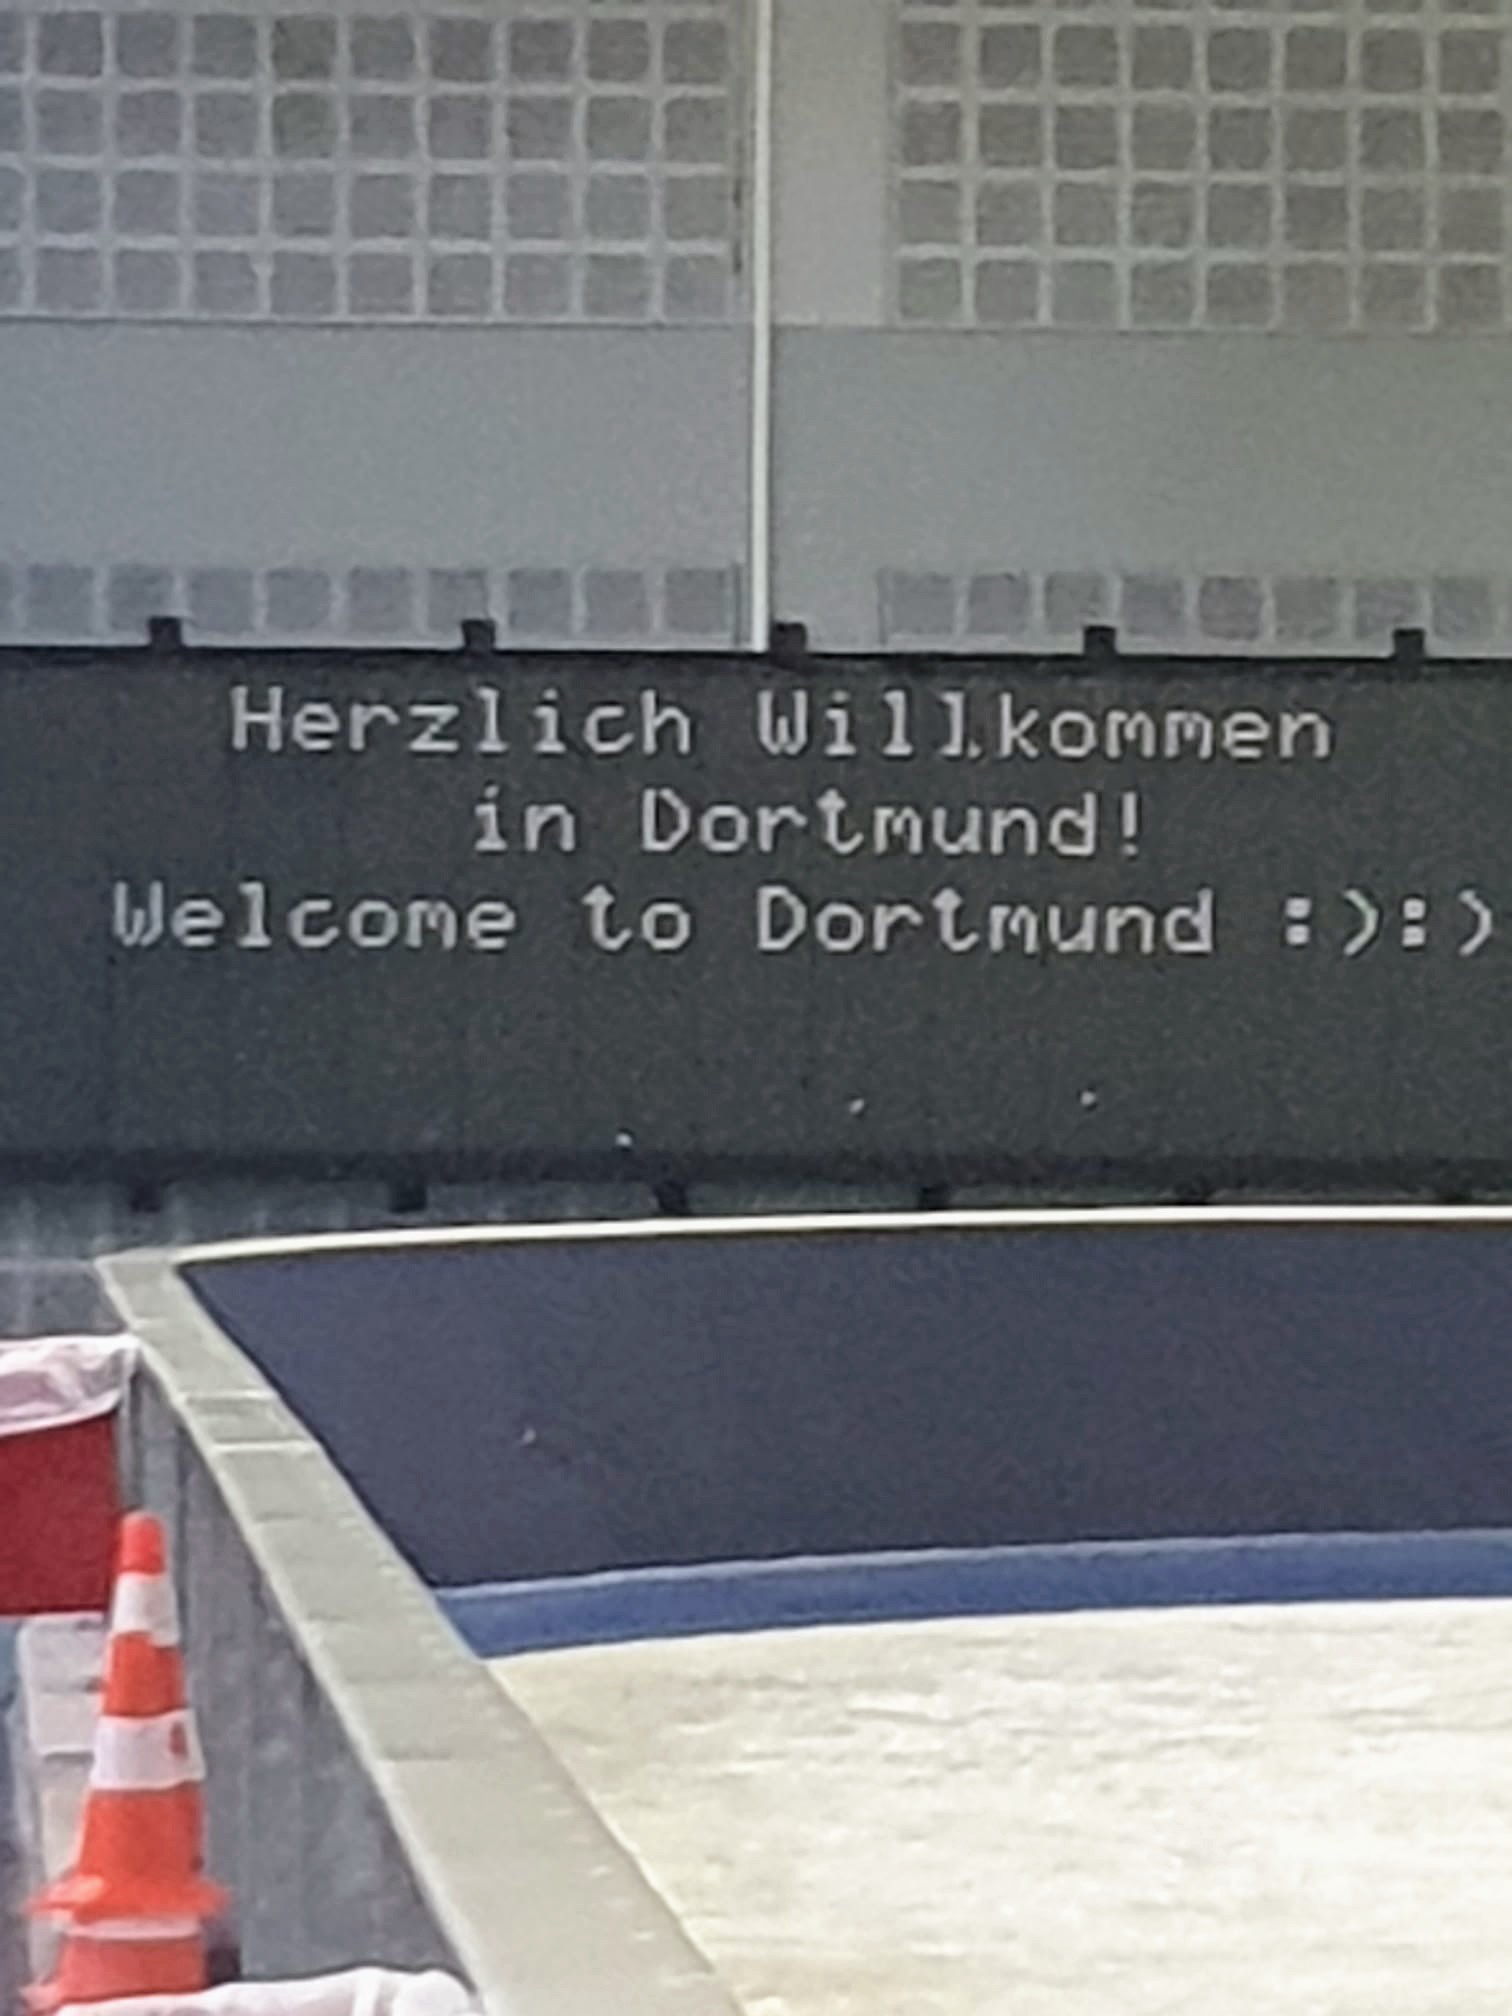 Herzlich Willkommen
in Dortmund!
Welcome to Dortmund :):)